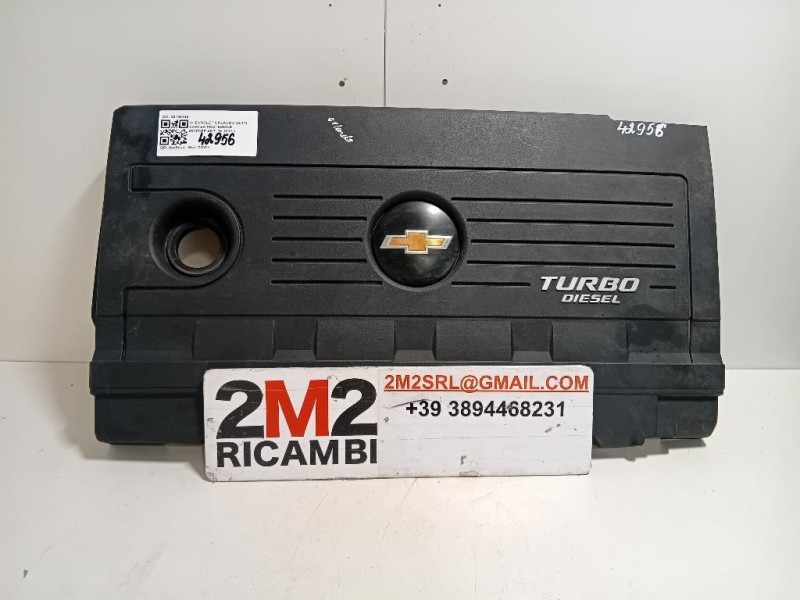 42956
42956
TURBO
DIESEL
2M2
RICAMBI
2M2SRL@GMAIL.COM
+39 3894468231